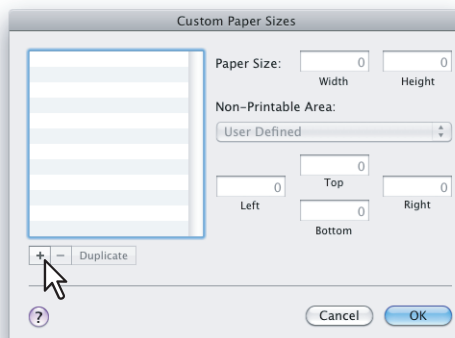 Custom Paper Sizes
Paper Size: 0 0
Width Height
Non-Printable Area:
User Defined
0
Top
0 0
Left Right
0
Bottom
+ − Duplicate
? Cancel OK